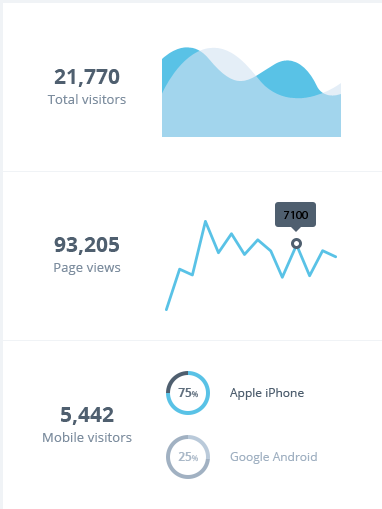 21,770
Total visitors
93,205
Page views
7100
5,442
Mobile visitors
75%
Apple iPhone
25%
Google Android